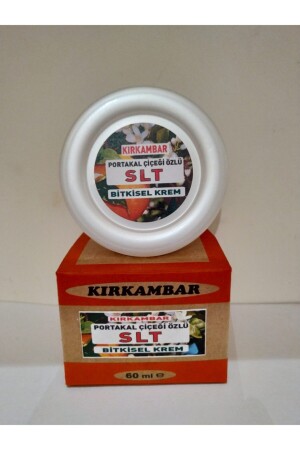 KIRKAMBAR
PORTAKAL ÇİÇEĞİ ÖZLÜ
SLT
BİTKİSEL KREM
KIRKAMBAR
KIRKAMBAR
PORTAKAL ÇİÇEĞİ ÖZLÜ
SLT
BİTKİSEL KREM
60 ml ℮